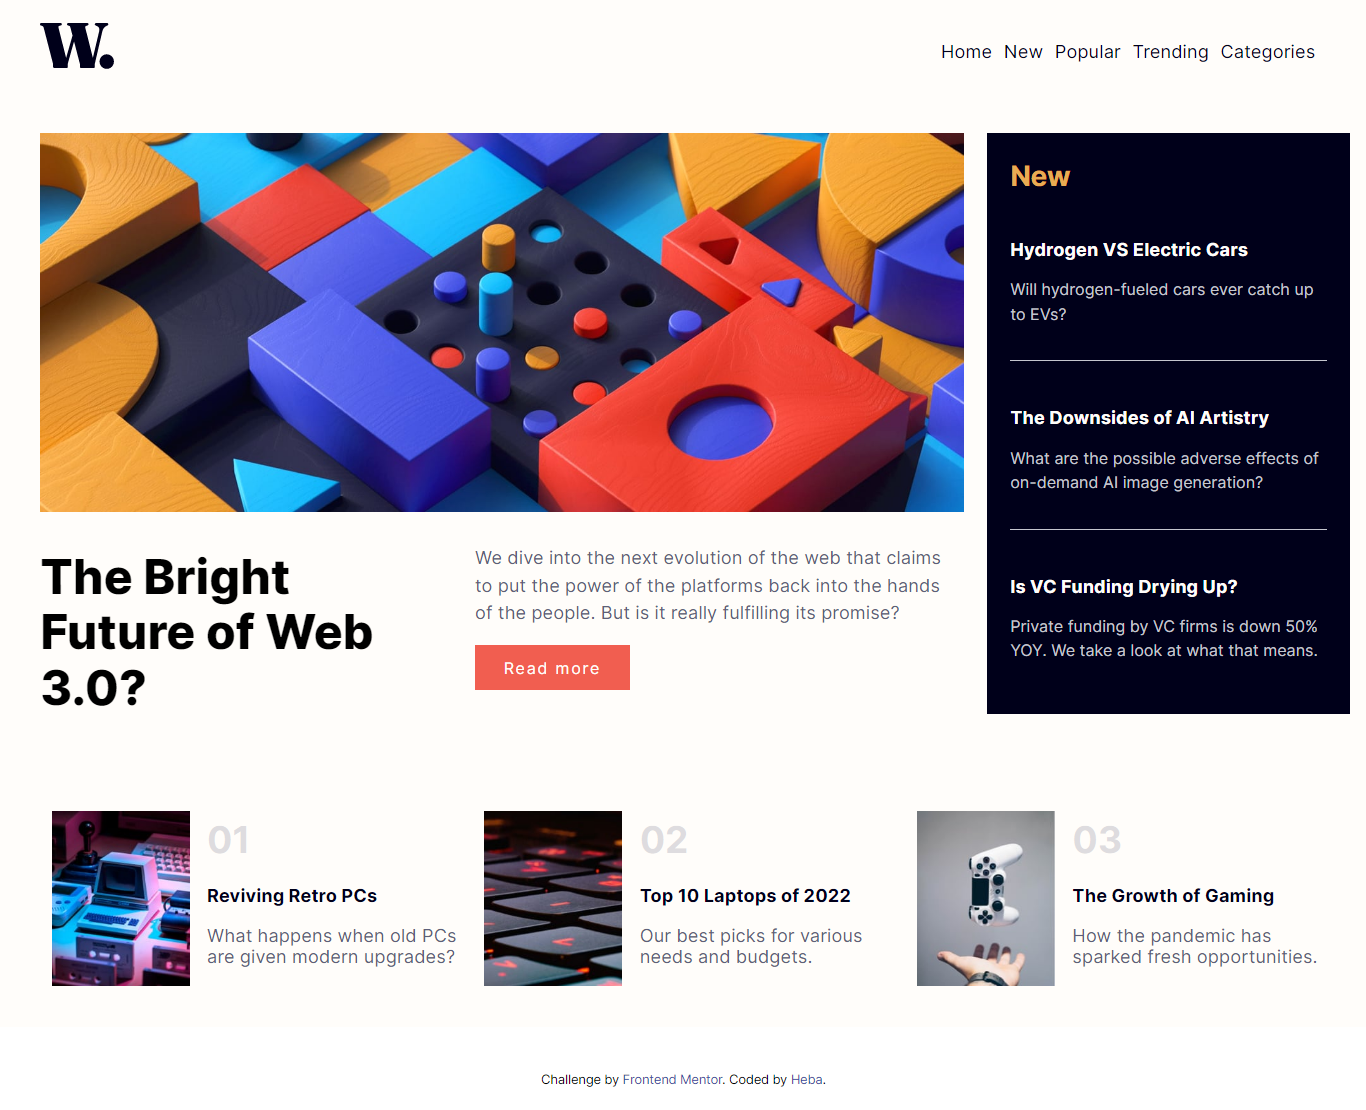 W.
Home New Popular Trending Categories
New
Hydrogen VS Electric Cars
Will hydrogen-fueled cars ever catch up
to EVs?
The Downsides of AI Artistry
What are the possible adverse effects of
on-demand AI image generation?
Is VC Funding Drying Up?
Private funding by VC firms is down 50%
YOY. We take a look at what that means.
The Bright
Future of Web
3.0?
We dive into the next evolution of the web that claims
to put the power of the platforms back into the hands
of the people. But is it really fulfilling its promise?
Read more
01
Reviving Retro PCs
What happens when old PCs
are given modern upgrades?
02
Top 10 Laptops of 2022
Our best picks for various
needs and budgets.
03
The Growth of Gaming
How the pandemic has
sparked fresh opportunities.
Challenge by Frontend Mentor. Coded by Heba.